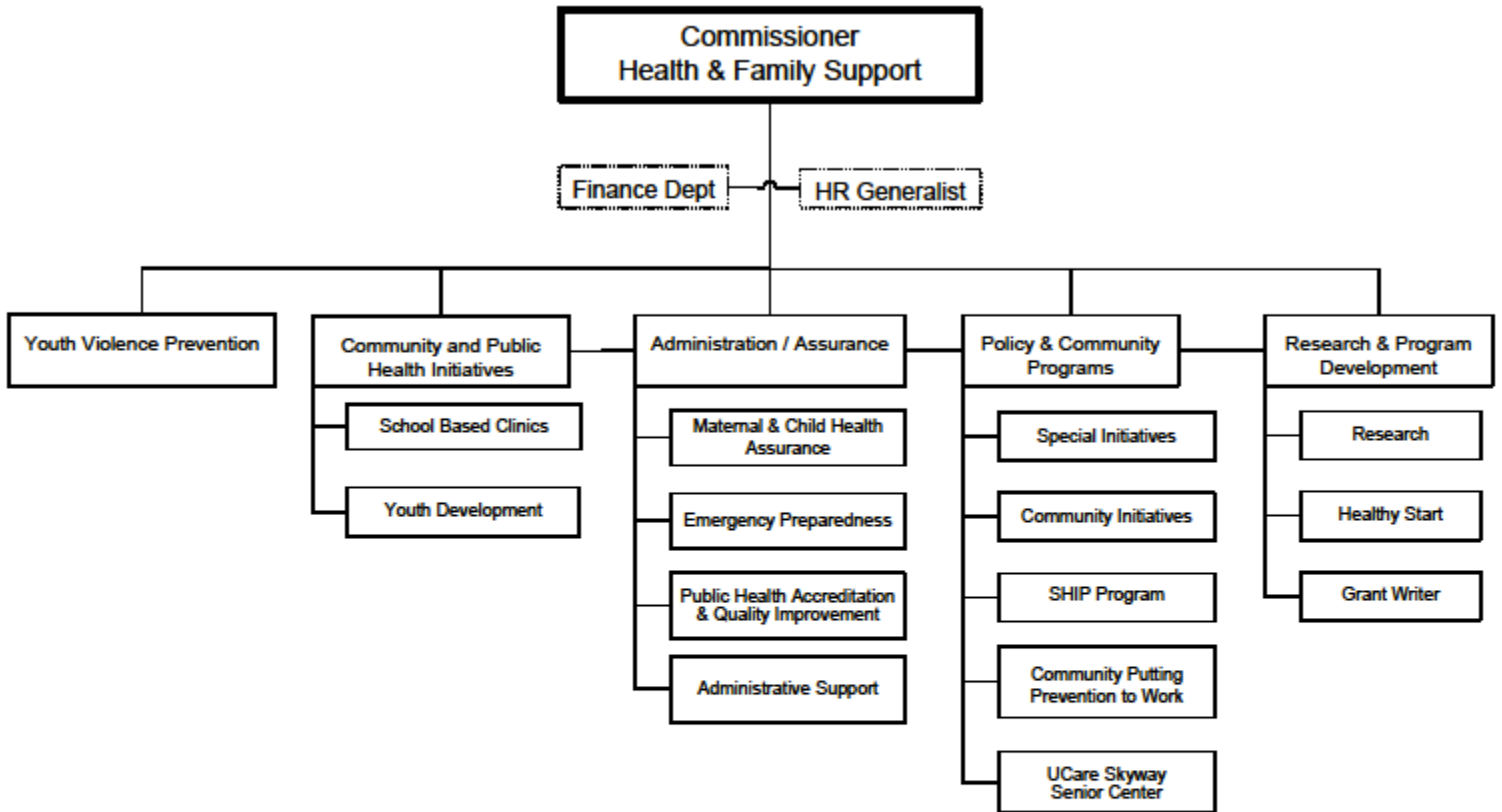 Commissioner
Health & Family Support
Finance Dept
HR Generalist
Youth Violence Prevention
Community and Public
Health Initiatives
School Based Clinics
Youth Development
Administration / Assurance
Maternal & Child Health
Assurance
Emergency Preparedness
Public Health Accreditation
& Quality Improvement
Administrative Support
Policy & Community
Programs
Special Initiatives
Community Initiatives
SHIP Program
Community Putting
Prevention to Work
UCare Skyway
Senior Center
Research & Program
Development
Research
Healthy Start
Grant Writer